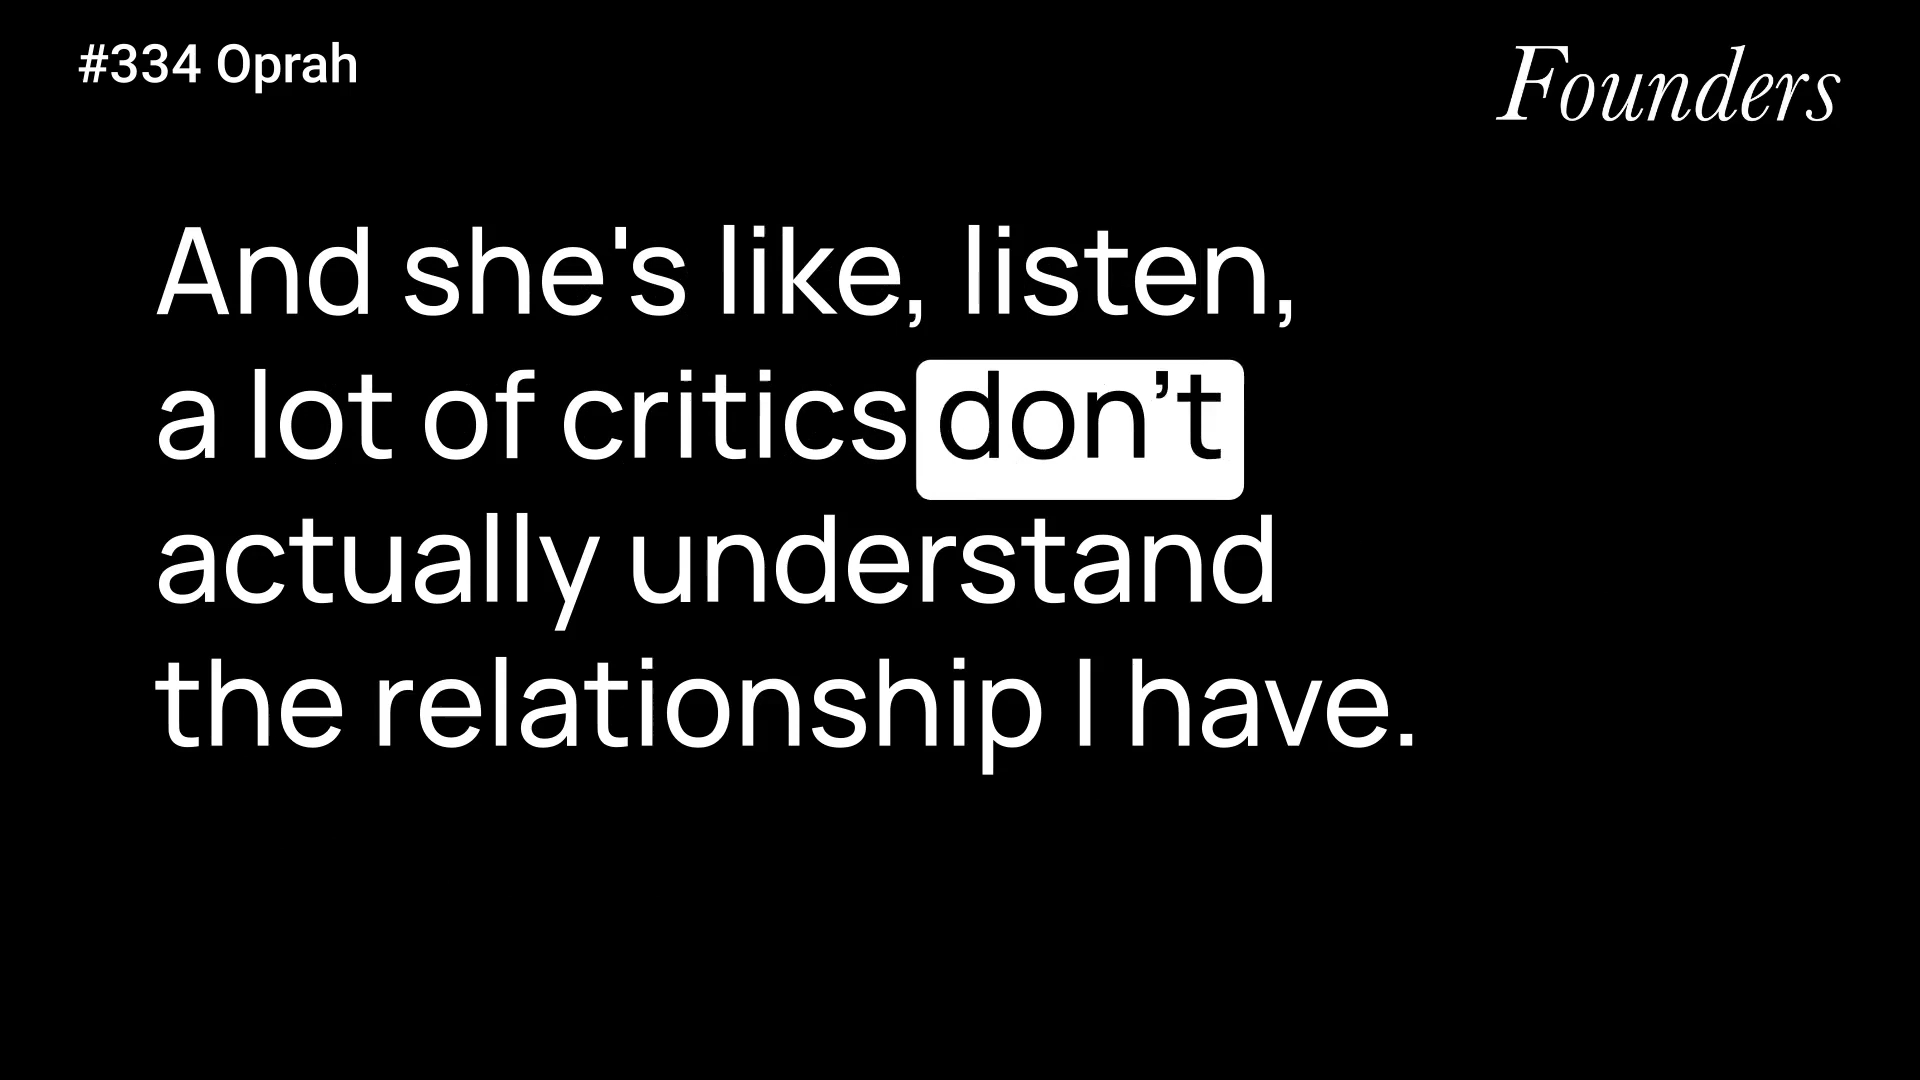 #334 Oprah
Founders
And she's like, listen,
a lot of critics don’t
actually understand
the relationship I have.